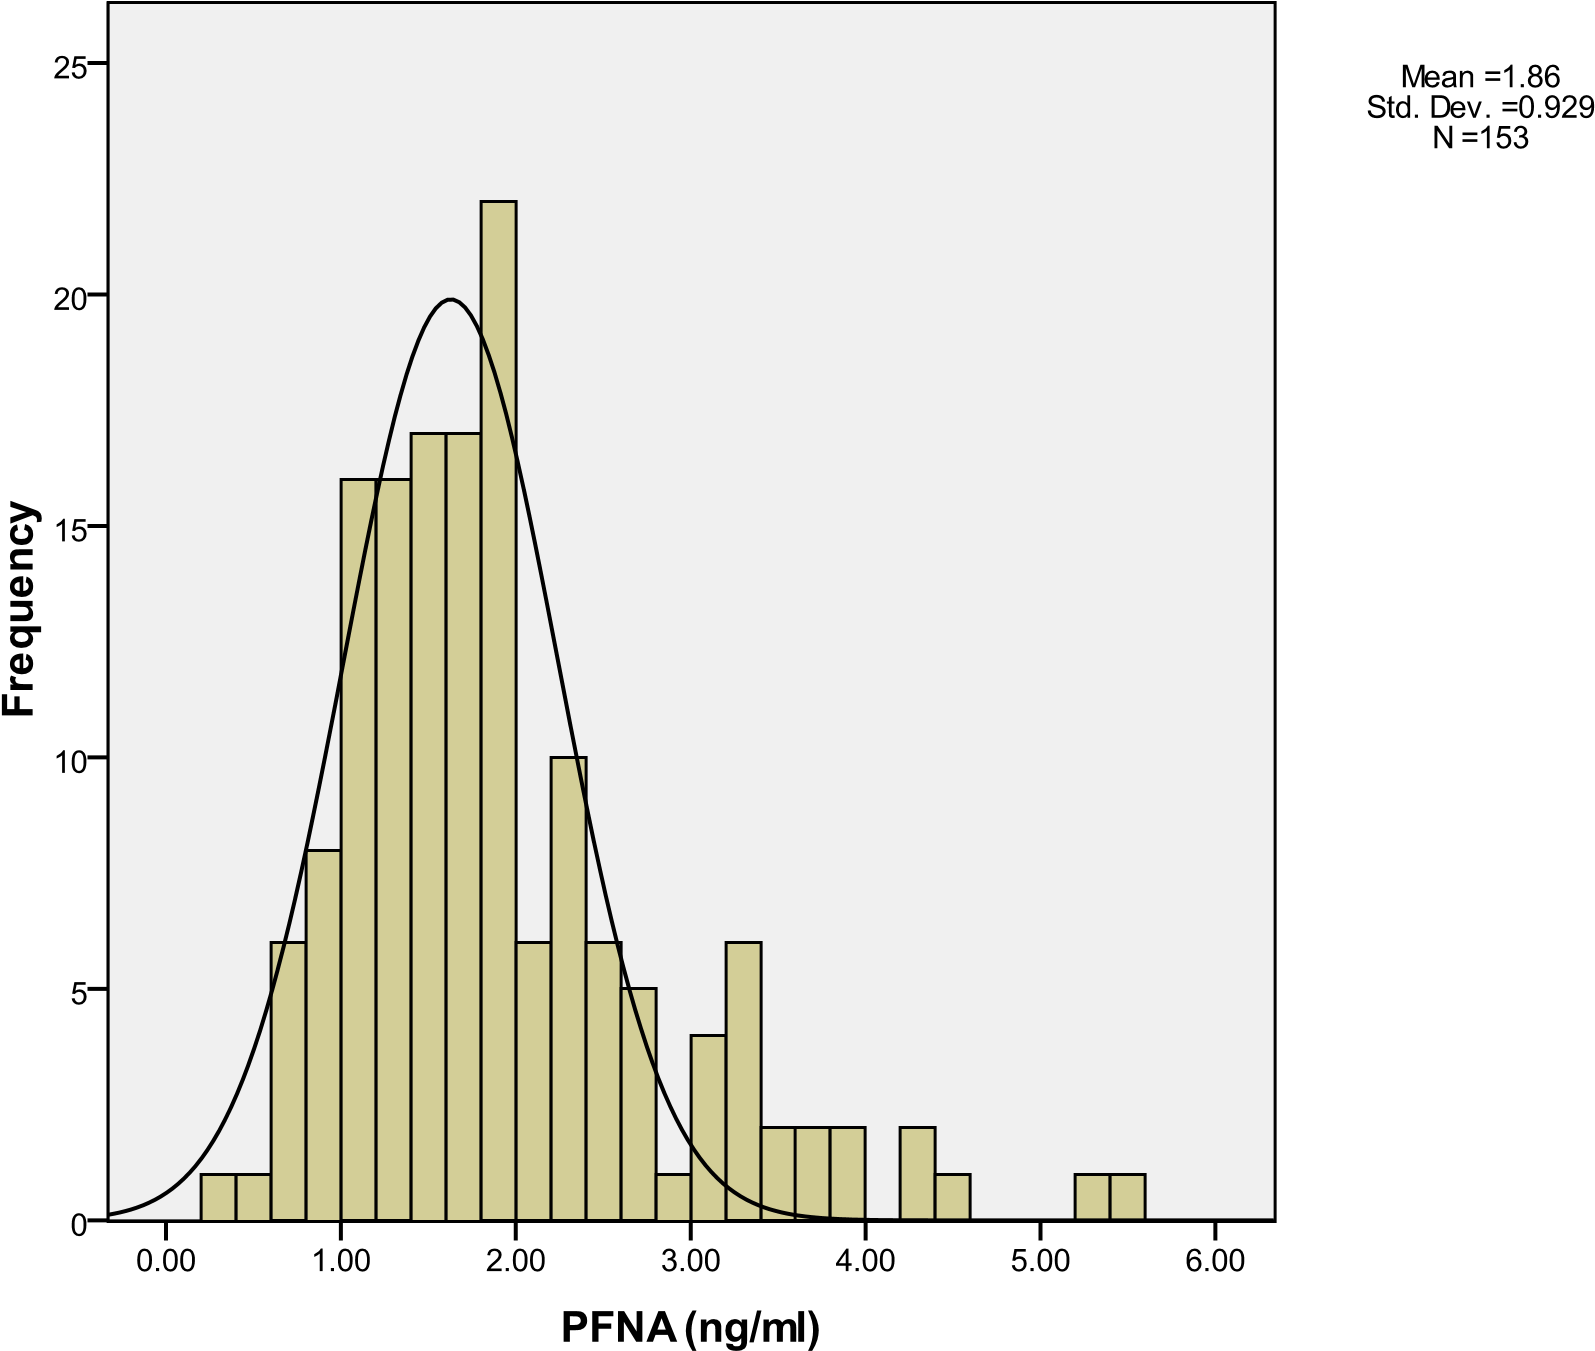 25
20
15
10
5
0
Frequency
0.00 1.00 2.00 3.00 4.00 5.00 6.00
PFNA (ng/ml)
Mean =1.86
Std. Dev. =0.929
N =153